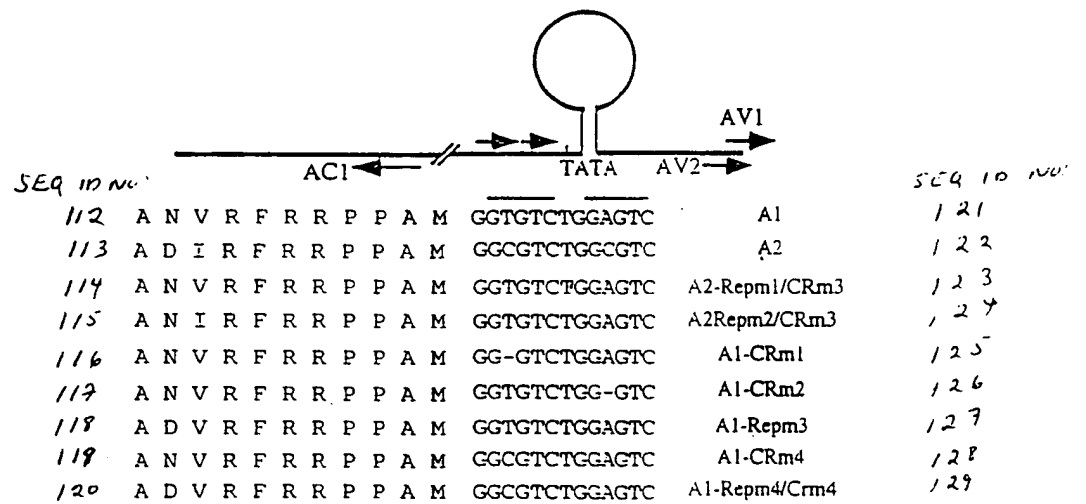 AV1
AC1 TATA AV2
SEQ ID NO: SEQ ID NO:
112 A N V R F R R P P A M GGTGTCTGGAGTC A1 121
113 A D I R F R R P P A M GGCGTCTGGCGTC A2 122
114 A N V R F R R P P A M GGTGTCTGGAGTC A2-Repm1/CRm3 123
115 A N I R F R R P P A M GGTGTCTGGAGTC A2Repm2/CRm3 124
116 A N V R F R R P P A M GG-GTCTGGAGTC A1-CRm1 125
117 A N V R F R R P P A M GGTGTCTGG-GTC A1-CRm2 126
118 A D V R F R R P P A M GGTGTCTGGAGTC A1-Repm3 127
119 A N V R F R R P P A M GGCGTCTGGAGTC A1-CRm4 128
120 A D V R F R R P P A M GGCGTCTGGAGTC A1-Repm4/Crm4 129